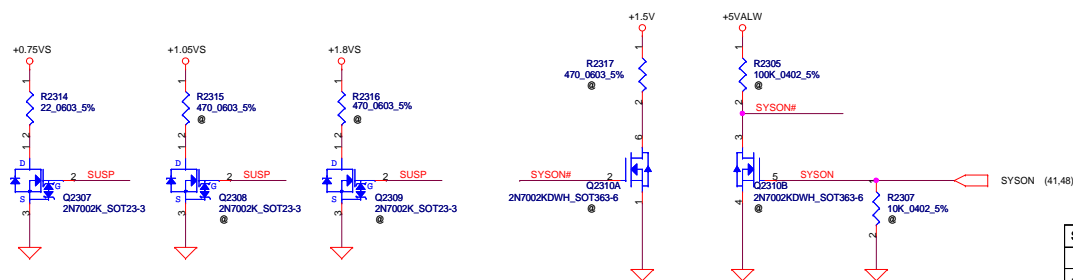 +0.75VS
1
R2314
22_0603_5%
1 2
D
G
S
2
SUSP
3
Q2307
2N7002K_SOT23-3
+1.05VS
1
R2315
470_0603_5%
@
1 2
D
G
S
2
SUSP
3
Q2308
2N7002K_SOT23-3
@
+1.8VS
1
R2316
470_0603_5%
@
1 2
D
G
S
2
SUSP
3
Q2309
2N7002K_SOT23-3
@
+1.5V
1
R2317
470_0603_5%
@
2
6
SYSON#
2
Q2310A
2N7002KDWH_SOT363-6
@
1
+5VALW
1
R2305
100K_0402_5%
@
2
SYSON#
3
SYSON
5
Q2310B
2N7002KDWH_SOT363-6
@
4
SYSON (41,48)
R2307
10K_0402_5%
@
2
S